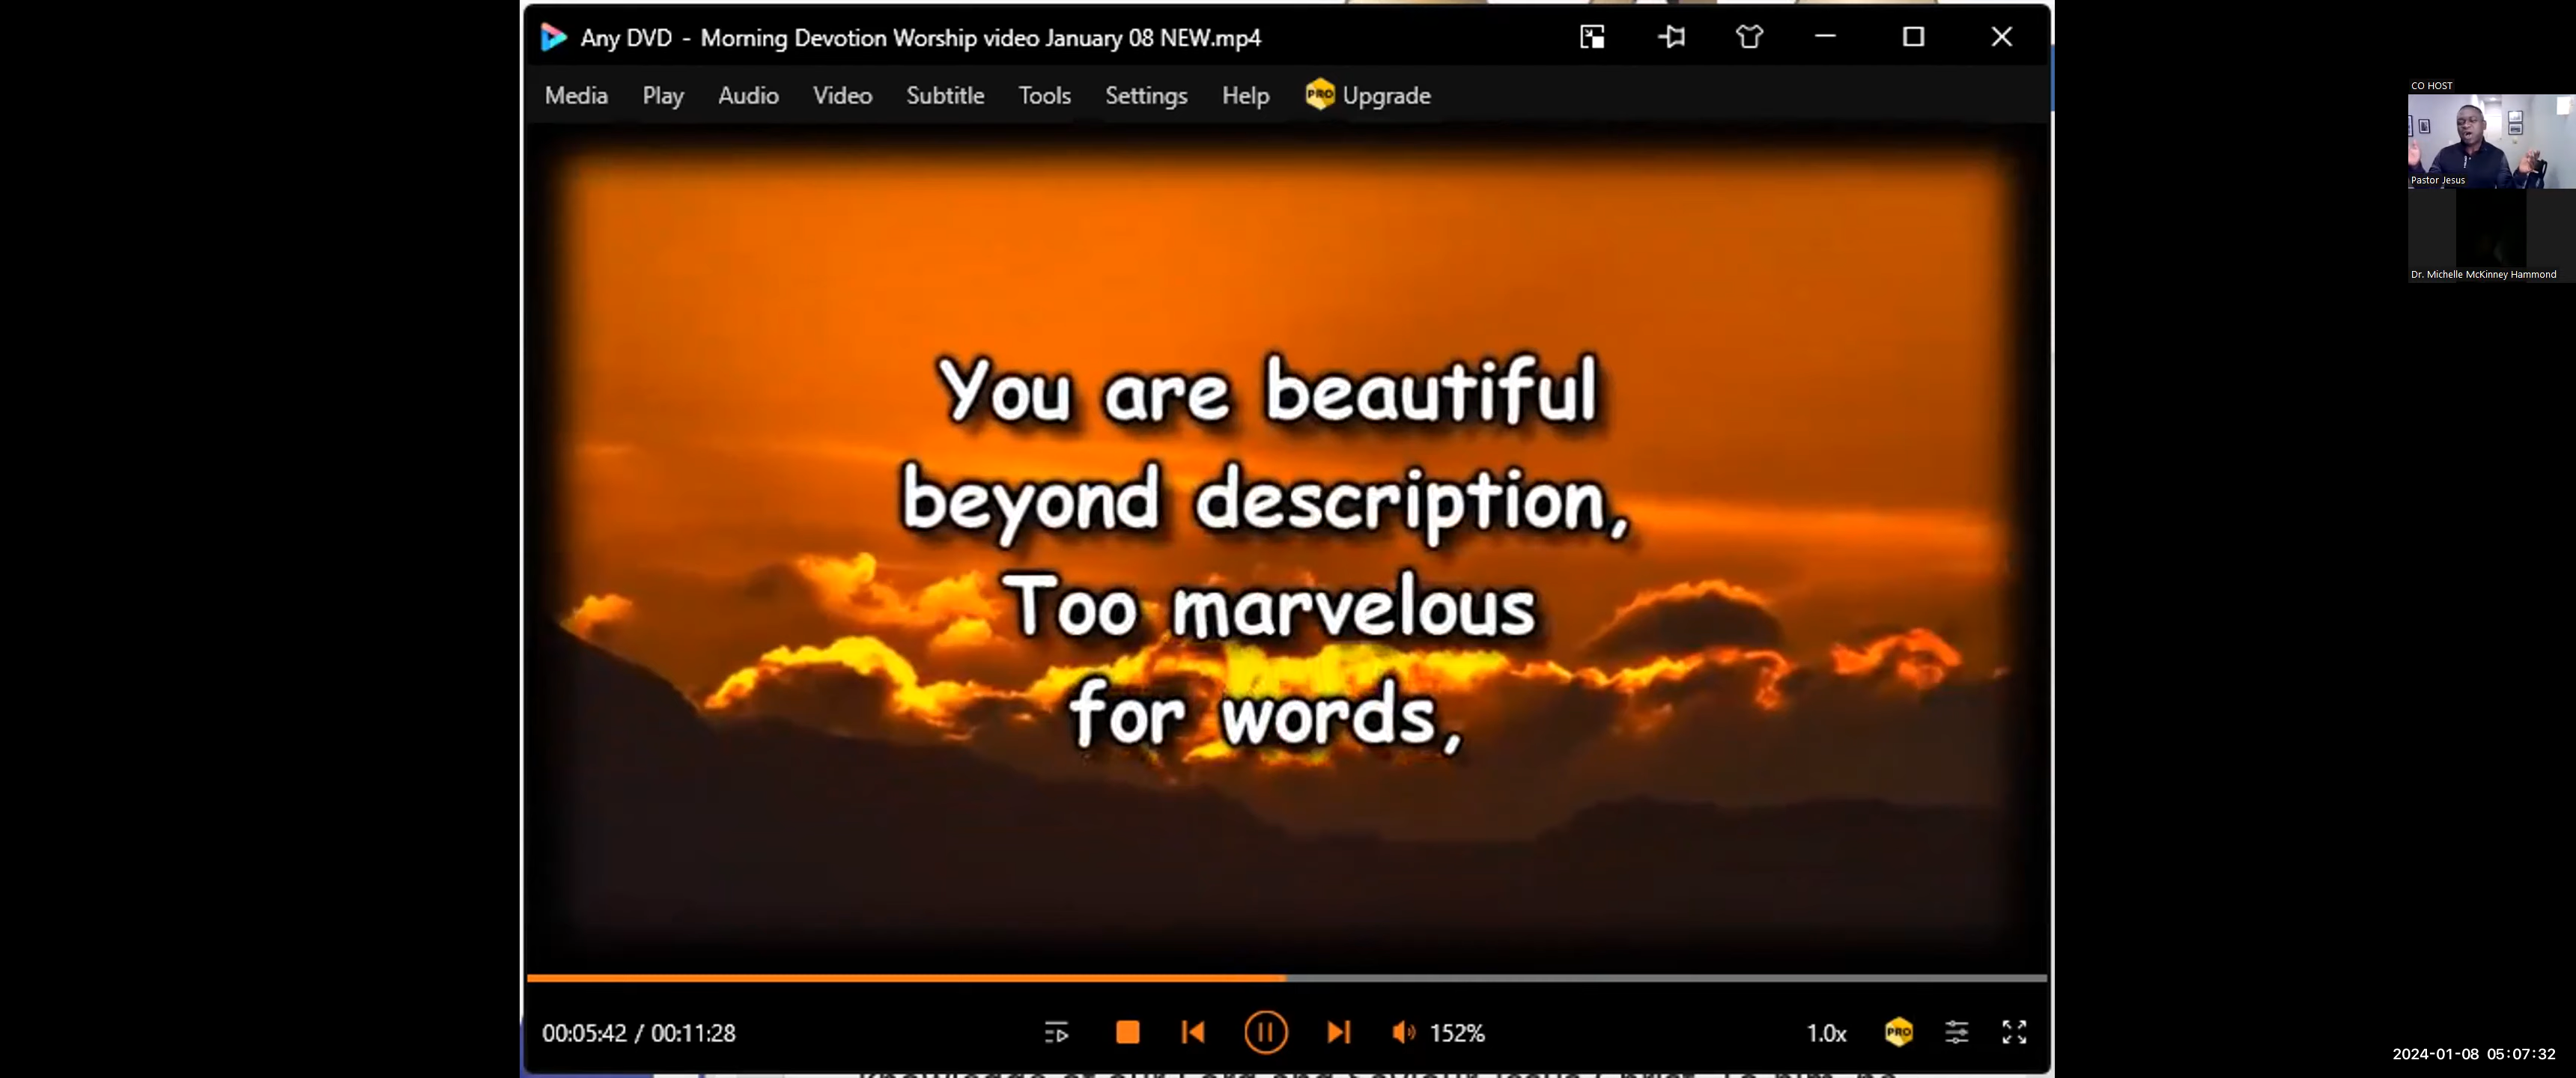 Any DVD - Morning Devotion Worship video January 08 NEW.mp4
Media Play Audio Video Subtitle Tools Settings Help PRO Upgrade
CO HOST
Pastor Jesus
Dr. Michelle McKinney Hammond
You are beautiful
beyond description,
Too marvelous
for words,
00:05:42 / 00:11:28
152%
1.0x
PRO
2024-01-08 05:07:32